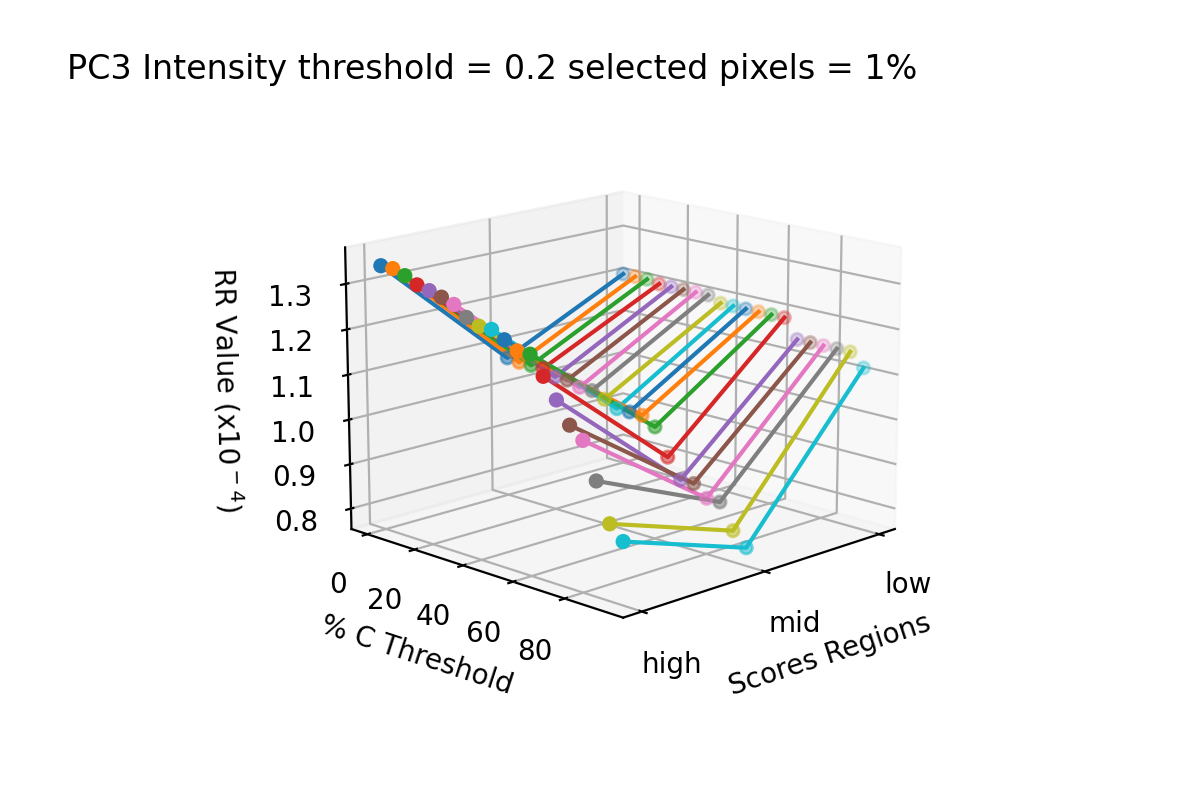 PC3 Intensity threshold = 0.2 selected pixels = 1%
RR Value (x10⁻⁴)
1.3
1.2
1.1
1.0
0.9
0.8
0
20
40
60
80
% C Threshold
high
mid
low
Scores Regions